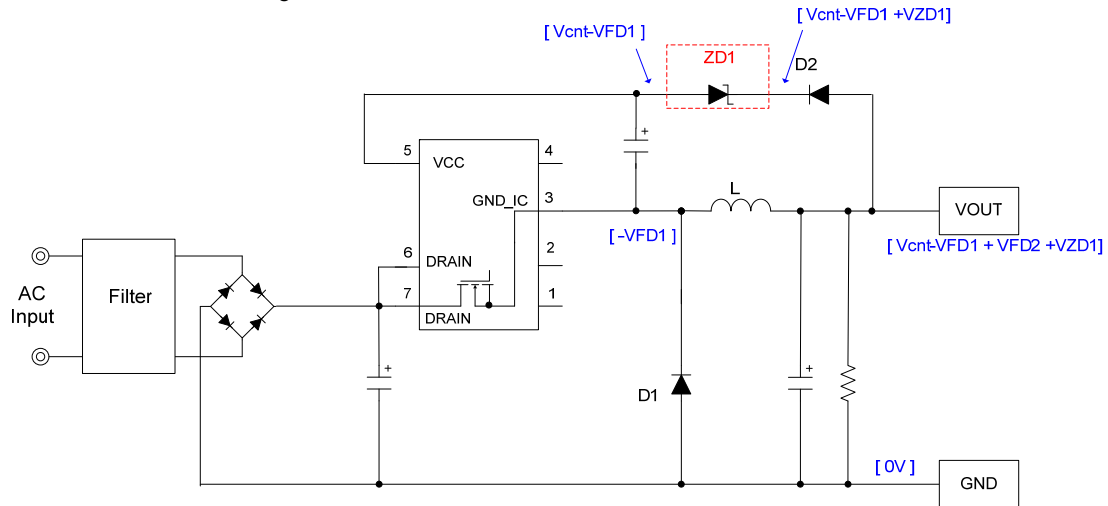 [ Vcnt-VFD1 ]
[ Vcnt-VFD1 +VZD1]
ZD1
D2
+
5
VCC
4
GND_IC
3
L
VOUT
[ -VFD1 ]
[ Vcnt-VFD1 + VFD2 +VZD1]
6
DRAIN
2
7
DRAIN
1
AC
Input
Filter
+
D1
+
[ 0V ]
GND